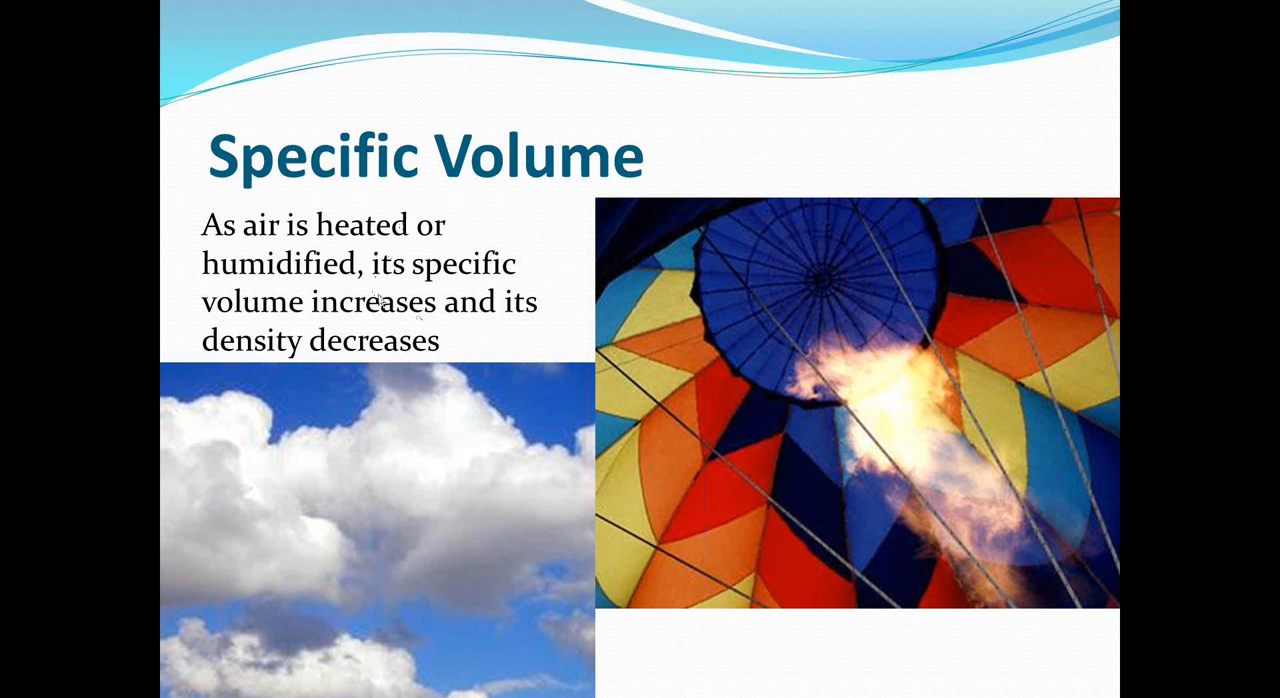 Specific Volume
As air is heated or
humidified, its specific
volume increases and its
density decreases